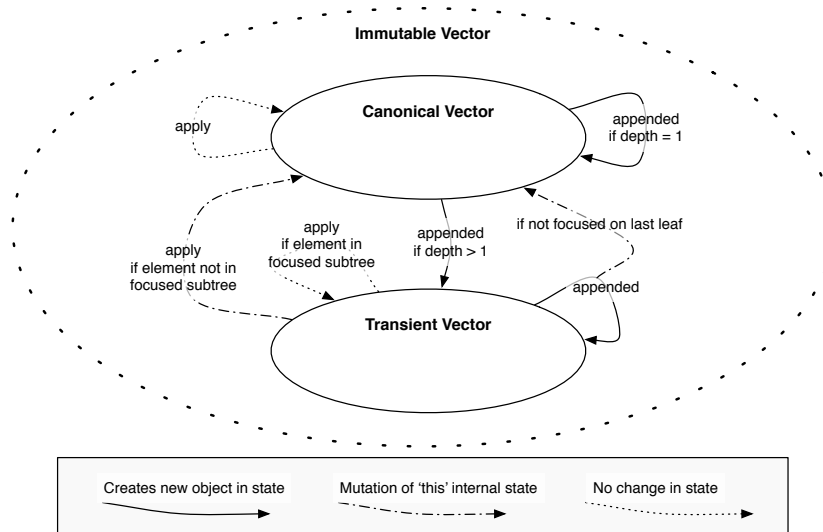 Immutable Vector
Canonical Vector
apply
appended
if depth = 1
apply
if element not in
focused subtree
apply
if element in
focused subtree
appended
if depth > 1
if not focused on last leaf
appended
Transient Vector
Creates new object in state
Mutation of ‘this’ internal state
No change in state